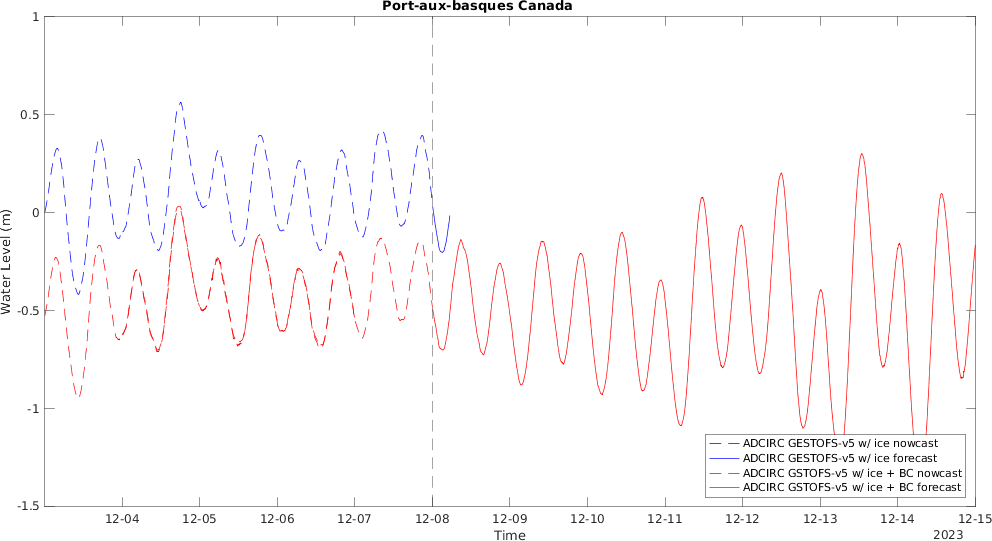 Port-aux-basques Canada
1
0.5
0
-0.5
-1
-1.5
Water Level (m)
ADCIRC GESTOFS-v5 w/ ice nowcast
ADCIRC GESTOFS-v5 w/ ice forecast
ADCIRC GSTOFS-v5 w/ ice + BC nowcast
ADCIRC GSTOFS-v5 w/ ice + BC forecast
12-04 12-05 12-06 12-07 12-08 12-09 12-10 12-11 12-12 12-13 12-14 12-15
Time
2023